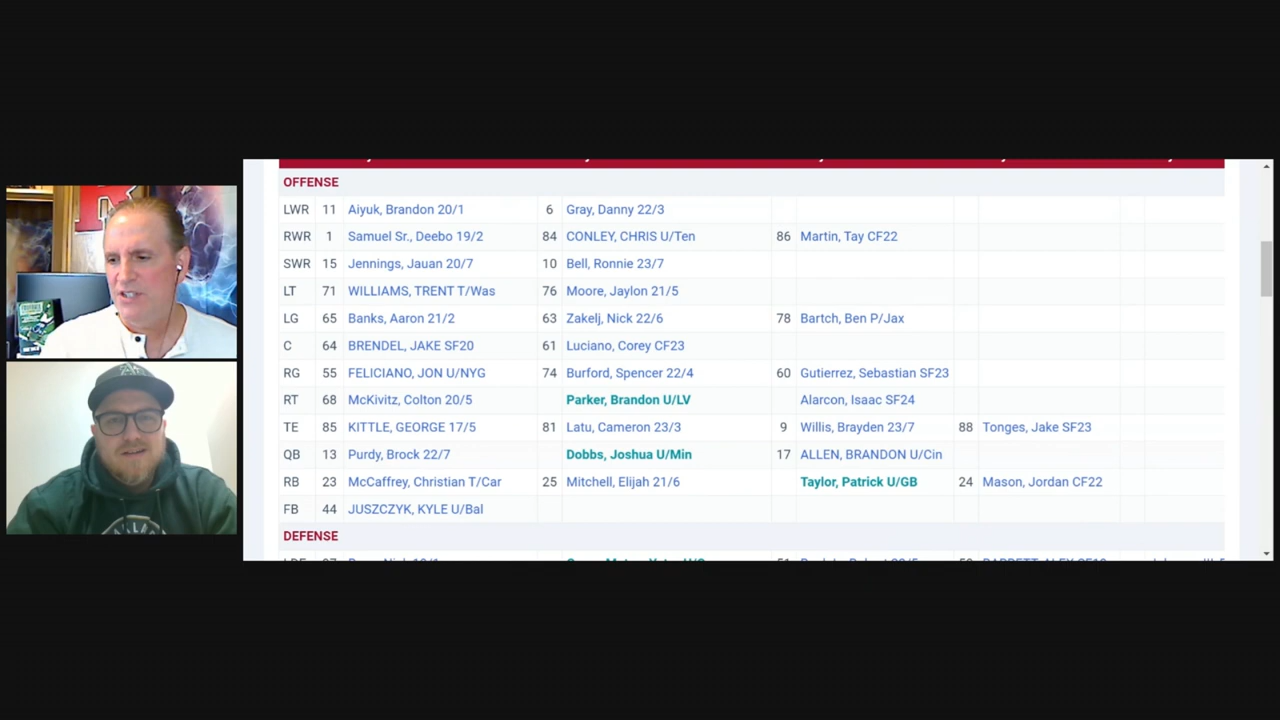 OFFENSE
LWR 11 Aiyuk, Brandon 20/1 6 Gray, Danny 22/3
RWR 1 Samuel Sr., Deebo 19/2 84 CONLEY, CHRIS U/Ten 86 Martin, Tay CF22
SWR 15 Jennings, Jauan 20/7 10 Bell, Ronnie 23/7
LT 71 WILLIAMS, TRENT T/Was 76 Moore, Jaylon 21/5
LG 65 Banks, Aaron 21/2 63 Zakelj, Nick 22/6 78 Bartch, Ben P/Jax
C 64 BRENDEL, JAKE SF20 61 Luciano, Corey CF23
RG 55 FELICIANO, JON U/NYG 74 Burford, Spencer 22/4 60 Gutierrez, Sebastian SF23
RT 68 McKivitz, Colton 20/5 Parker, Brandon U/LV Alarcon, Isaac SF24
TE 85 KITTLE, GEORGE 17/5 81 Latu, Cameron 23/3 9 Willis, Brayden 23/7 88 Tonges, Jake SF23
QB 13 Purdy, Brock 22/7 Dobbs, Joshua U/Min 17 ALLEN, BRANDON U/Cin
RB 23 McCaffrey, Christian T/Car 25 Mitchell, Elijah 21/6 Taylor, Patrick U/GB 24 Mason, Jordan CF22
FB 44 JUSZCZYK, KYLE U/Bal
DEFENSE